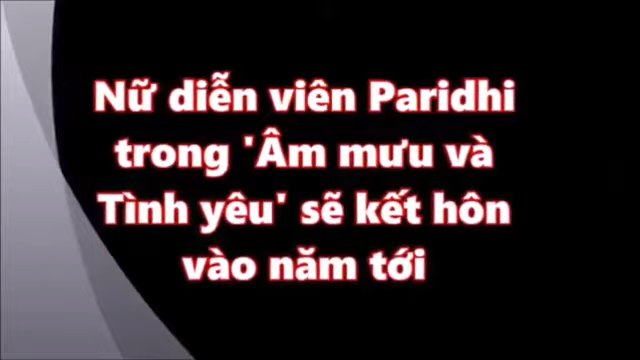 Nữ diễn viên Paridhi
trong 'Âm mưu và
Tình yêu' sẽ kết hôn
vào năm tới